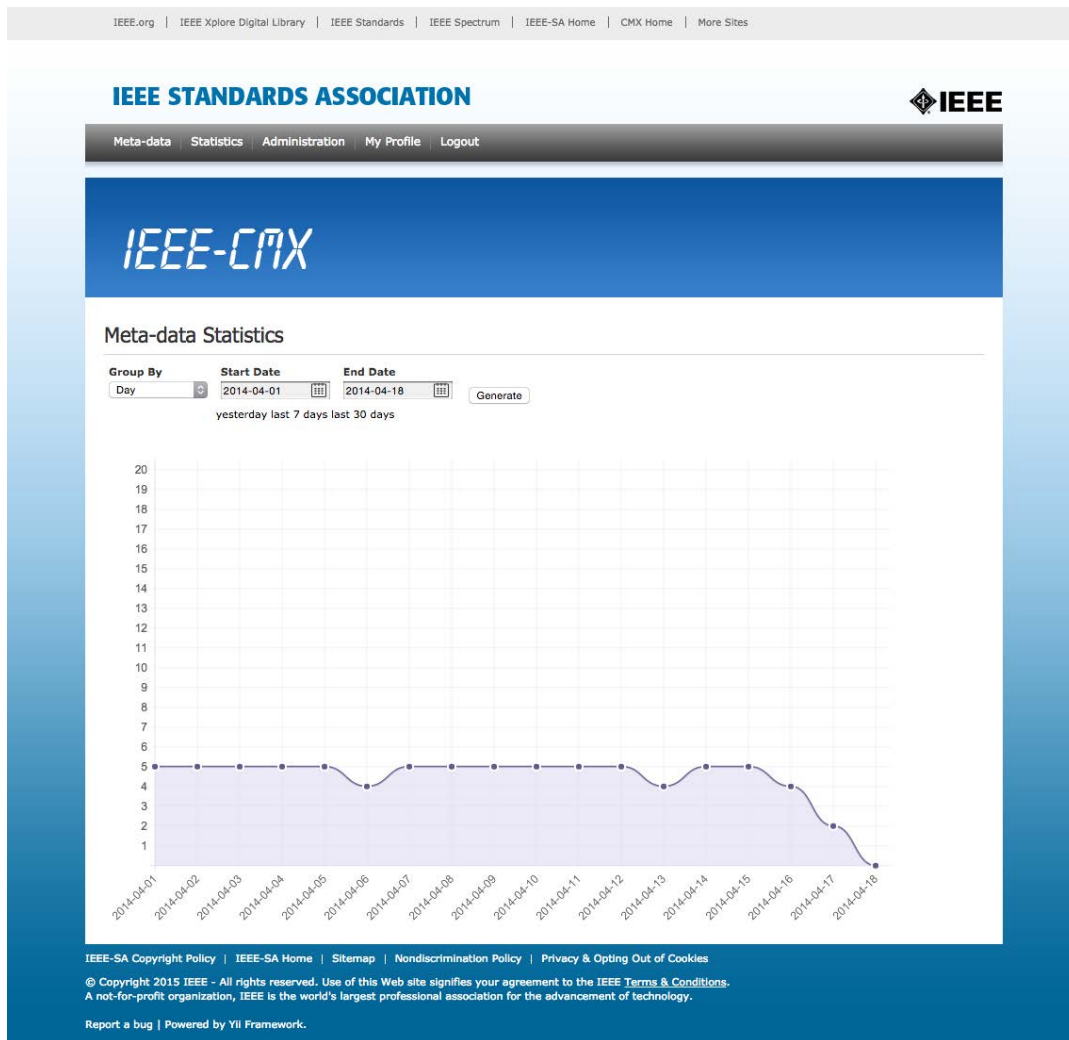 IEEE.org | IEEE Xplore Digital Library | IEEE Standards | IEEE Spectrum | IEEE-SA Home | CMX Home | More Sites
IEEE STANDARDS ASSOCIATION
IEEE
Meta-data | Statistics | Administration | My Profile | Logout
IEEE-CMX
Meta-data Statistics
Group By Start Date End Date
Day 2014-04-01 2014-04-18 Generate
yesterday last 7 days last 30 days
20
19
18
17
16
15
14
13
12
11
10
9
8
7
6
5
4
3
2
1
2014-04-01 2014-04-02 2014-04-03 2014-04-04 2014-04-05 2014-04-06 2014-04-07 2014-04-08 2014-04-09 2014-04-10 2014-04-11 2014-04-12 2014-04-13 2014-04-14 2014-04-15 2014-04-16 2014-04-17 2014-04-18
IEEE-SA Copyright Policy | IEEE-SA Home | Sitemap | Nondiscrimination Policy | Privacy & Opting Out of Cookies
© Copyright 2015 IEEE - All rights reserved. Use of this Web site signifies your agreement to the IEEE Terms & Conditions.
A not-for-profit organization, IEEE is the world's largest professional association for the advancement of technology.
Report a bug | Powered by Yii Framework.